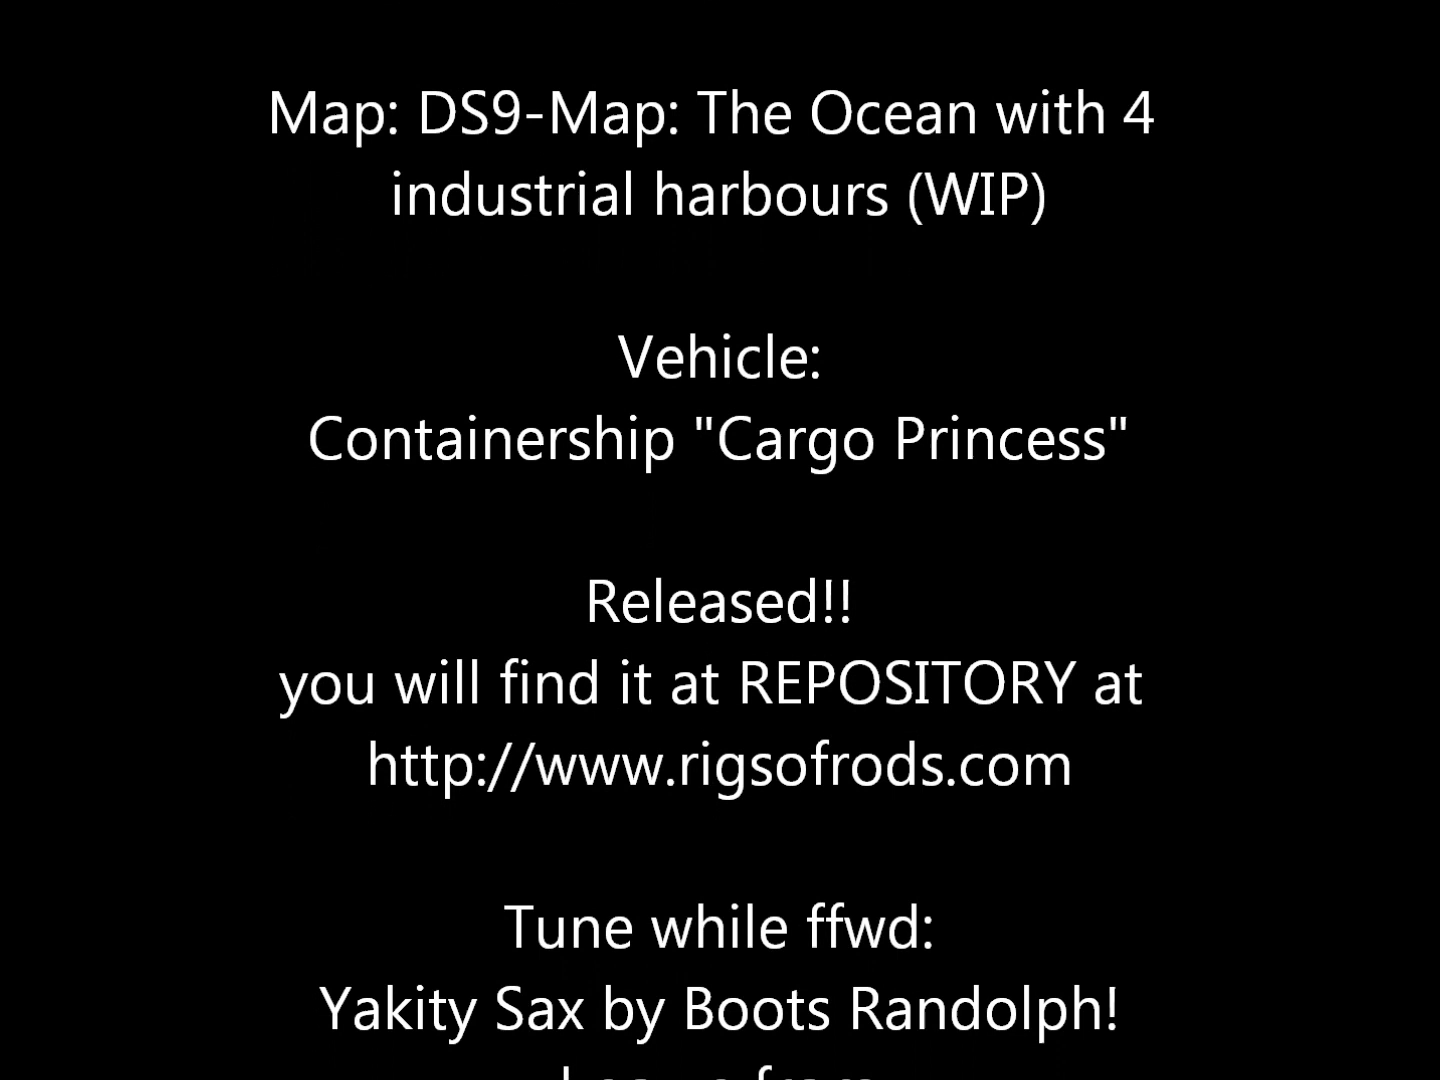 Map: DS9-Map: The Ocean with 4
industrial harbours (WIP)
Vehicle:
Containership "Cargo Princess"
Released!!
you will find it at REPOSITORY at
http://www.rigsofrods.com
Tune while ffwd:
Yakity Sax by Boots Randolph!